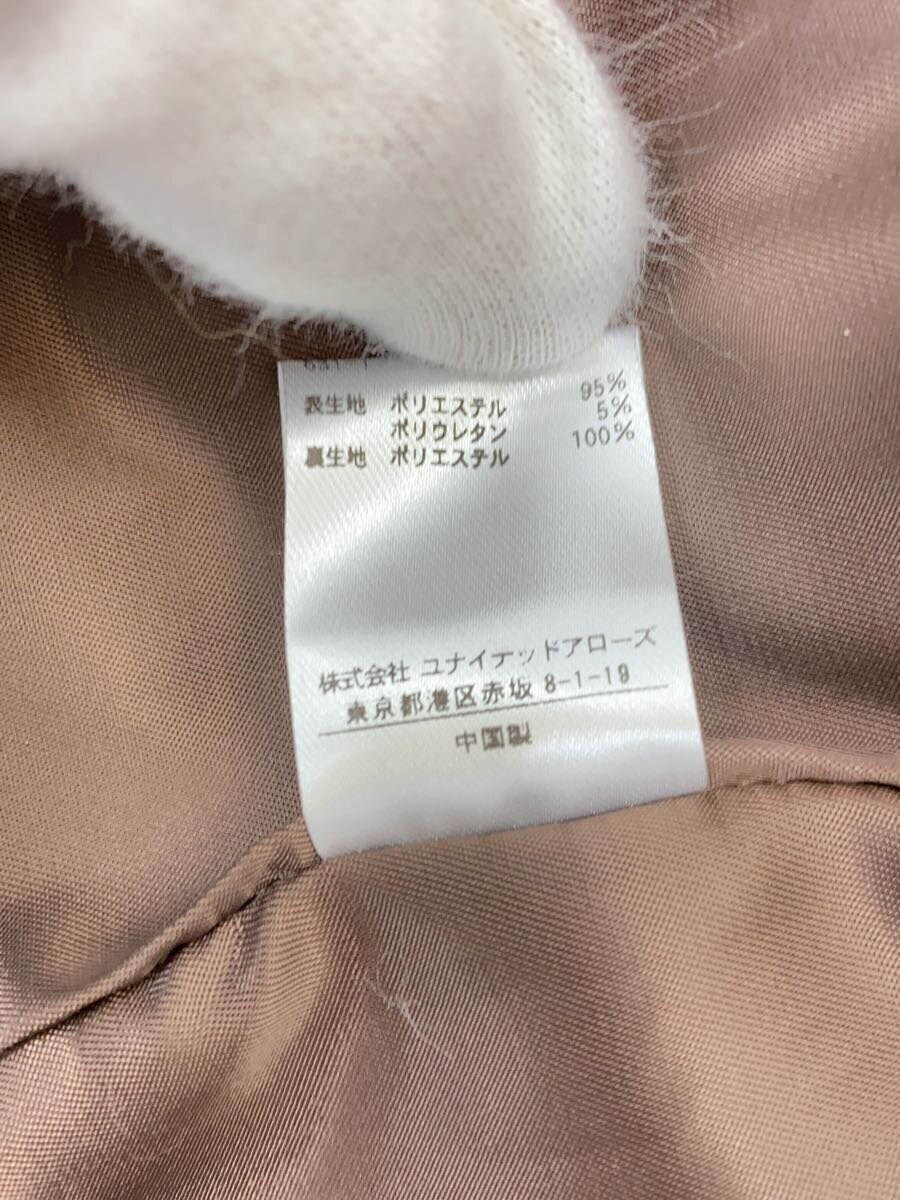 表生地 ポリエステル 95%
ポリウレタン 5%
裏生地 ポリエステル 100%
株式会社 ユナイテッドアローズ
東京都港区赤坂 8-1-19
中国製